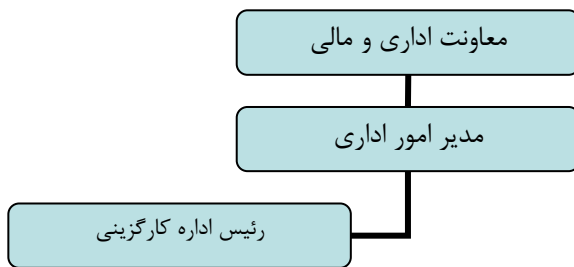 معاونت اداری و مالی
مدیر امور اداری
رئیس اداره کارگزینی